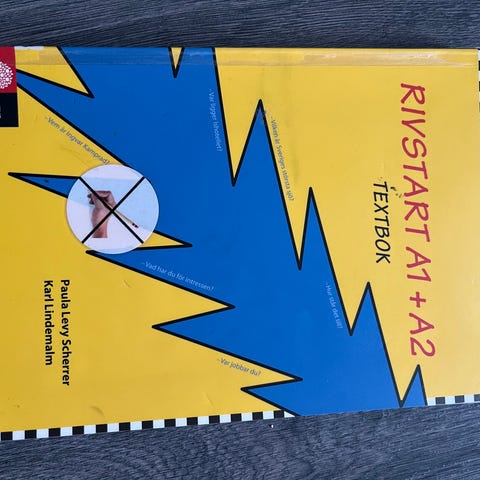 RIVSTART A1 + A2
TEXTBOK
– Vilken är Sveriges största sjö?
– Var ligger Ishotellet?
– Hur står det till?
– Vem är Ingvar Kamprad?
– Vad har du för intressen?
– Var jobbar du?
Paula Levy Scherrer
Karl Lindemalm